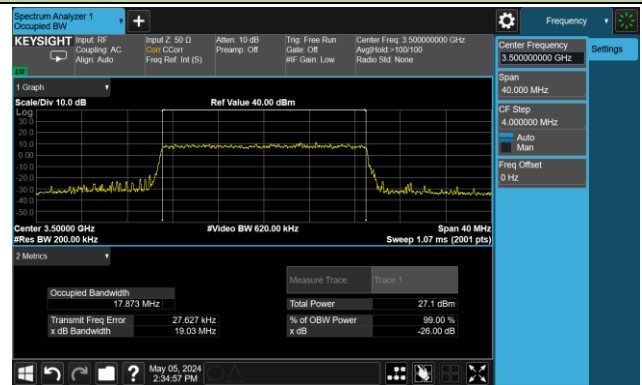 Spectrum Analyzer 1
Occupied BW
Frequency
KEYSIGHT
Input: RF
Coupling: AC
Align: Auto
Input Z: 50 Ω
Corr CCorr
Freq Ref: Int (S)
Atten: 10 dB
Preamp: Off
Trig: Free Run
Gate: Off
#IF Gain: Low
Center Freq: 3.500000000 GHz
Avg|Hold:>100/100
Radio Std: None
Center Frequency
3.500000000 GHz
Settings
Span
40.000 MHz
CF Step
4.000000 MHz
Auto
Man
Freq Offset
0 Hz
LW
1 Graph
Scale/Div 10.0 dB
Ref Value 40.00 dBm
Log
30.0
20.0
10.0
0.00
-10.0
-20.0
-30.0
-40.0
-50.0
Center 3.50000 GHz
#Video BW 620.00 kHz
Span 40 MHz
#Res BW 200.00 kHz
Sweep 1.07 ms (2001 pts)
2 Metrics
Measure Trace
Trace 1
Occupied Bandwidth
17.873 MHz
Total Power
27.1 dBm
Transmit Freq Error
27.627 kHz
% of OBW Power
99.00 %
x dB Bandwidth
19.03 MHz
x dB
-26.00 dB
?
May 05, 2024
2:34:57 PM